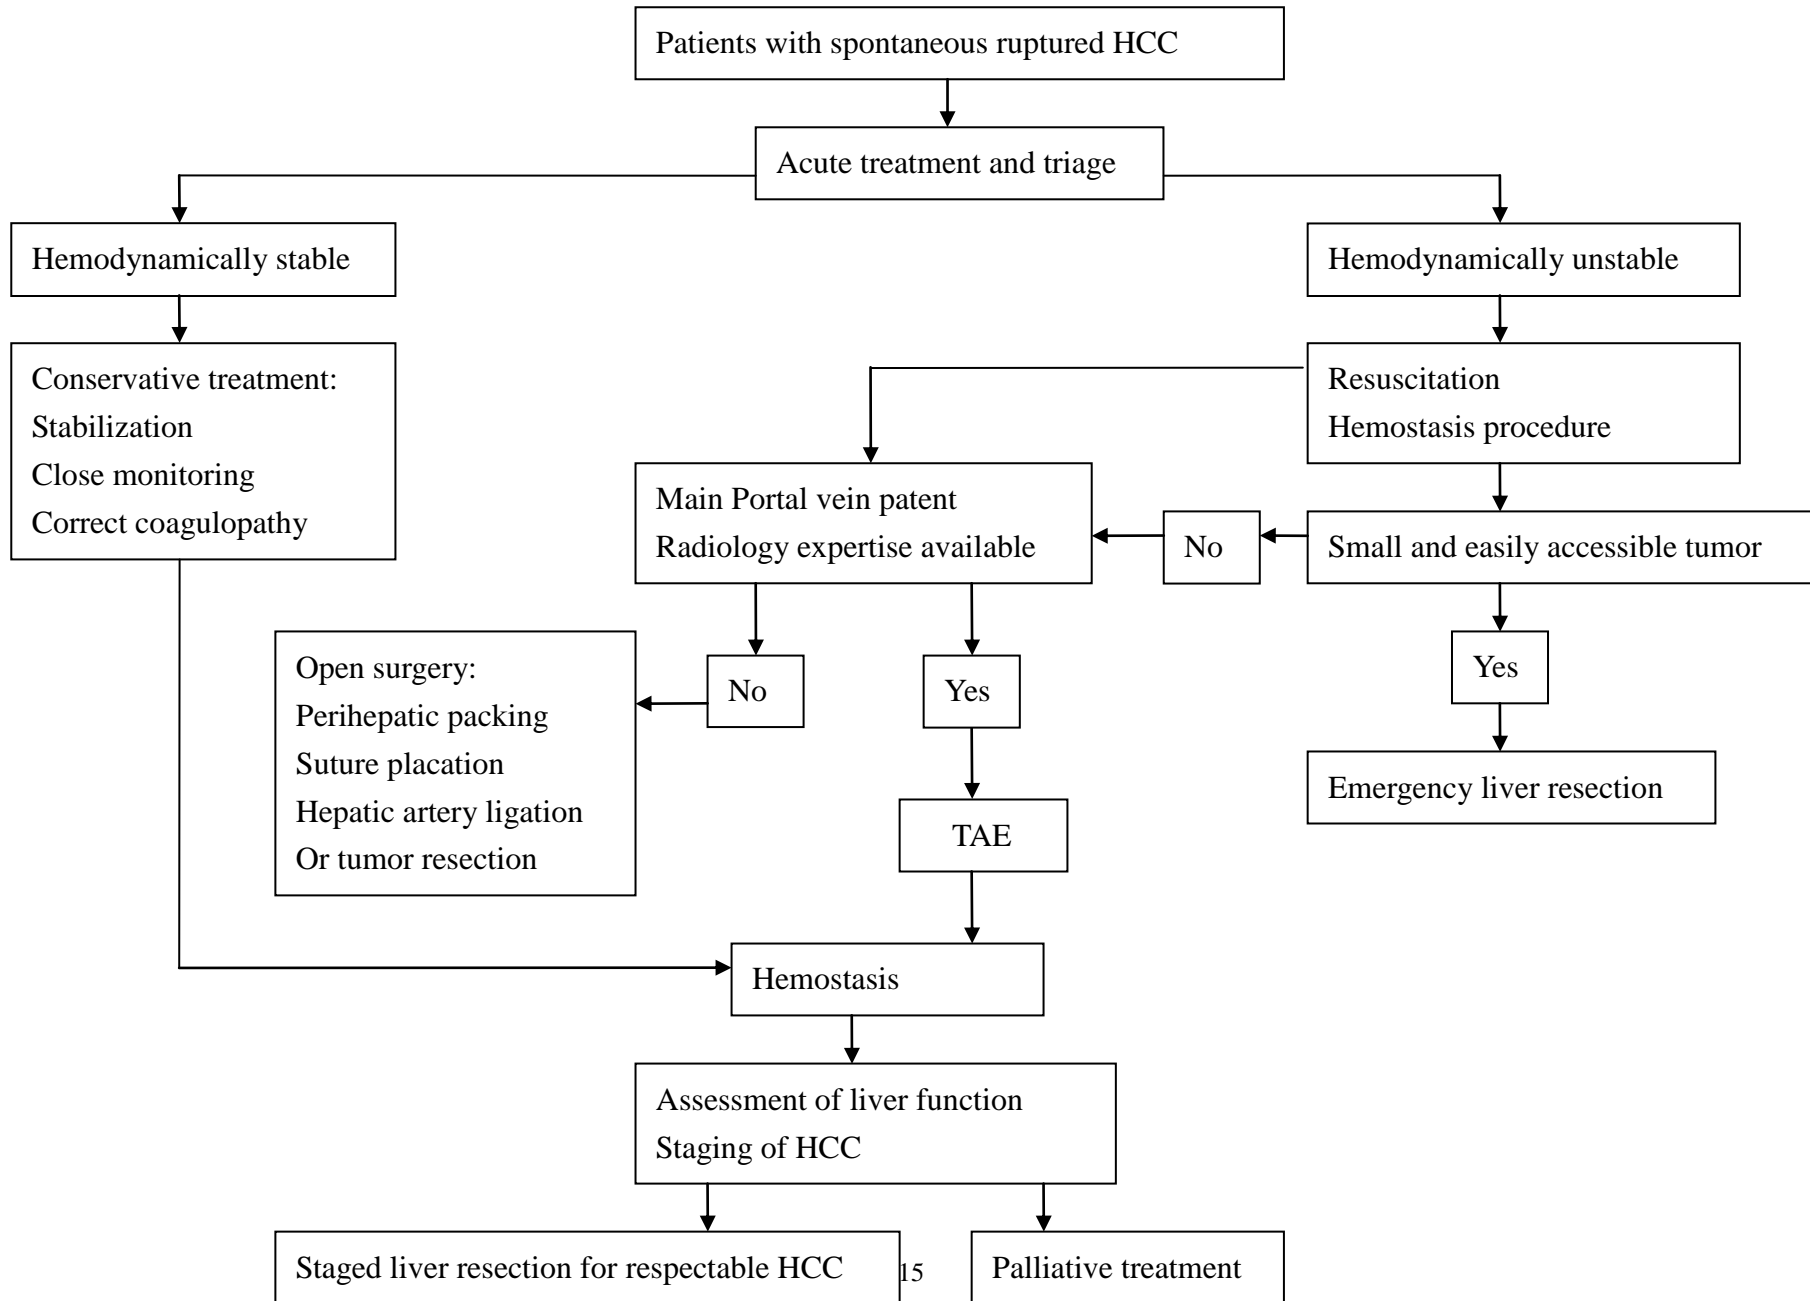 Patients with spontaneous ruptured HCC
Acute treatment and triage
Hemodynamically stable
Hemodynamically unstable
Conservative treatment:
Stabilization
Close monitoring
Correct coagulopathy
Resuscitation
Hemostasis procedure
Main Portal vein patent
Radiology expertise available
No
Small and easily accessible tumor
Open surgery:
Perihepatic packing
Suture placation
Hepatic artery ligation
Or tumor resection
No
Yes
Yes
Emergency liver resection
TAE
Hemostasis
Assessment of liver function
Staging of HCC
Staged liver resection for respectable HCC
15
Palliative treatment